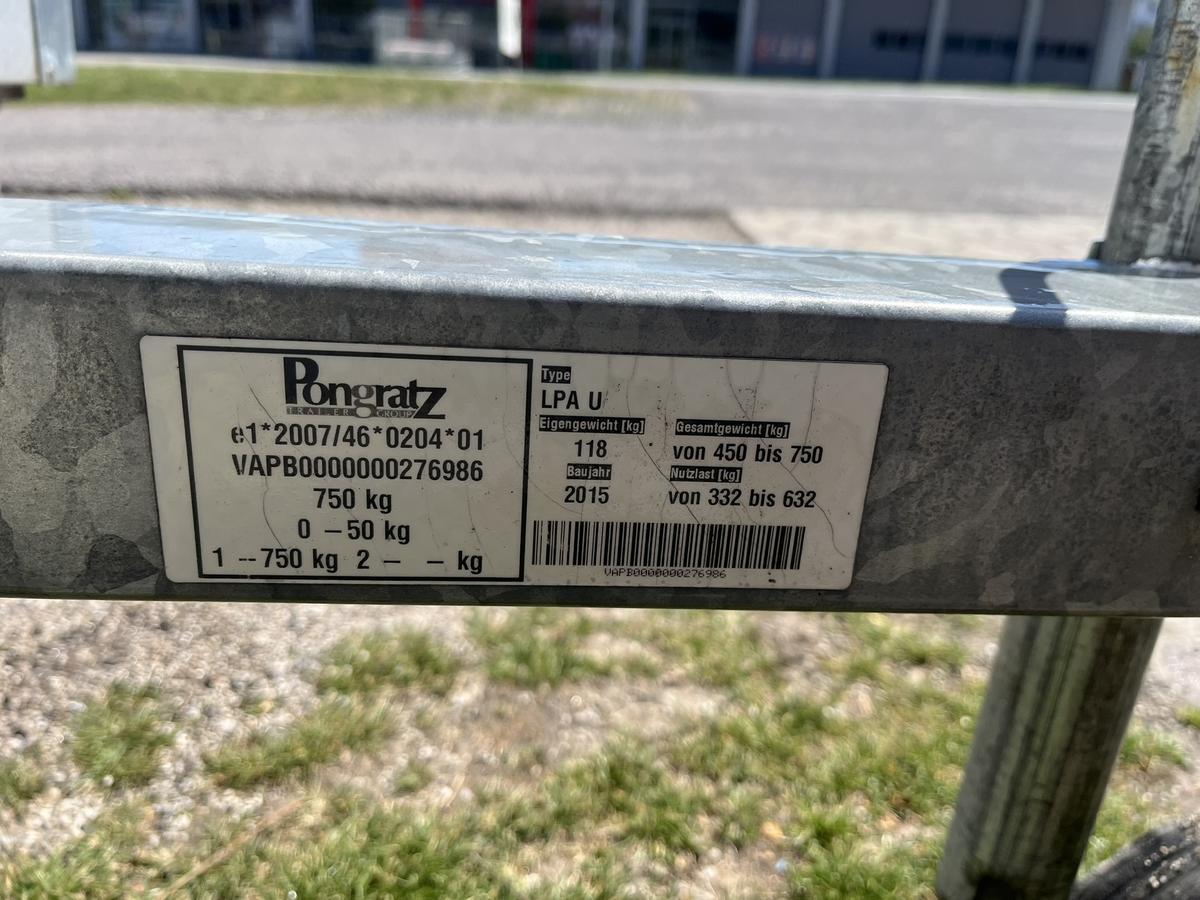 Pongratz
TRAILER GROUP
e1*2007/46*0204*01
VAPB0000000276986
750 kg
0 – 50 kg
1 -- 750 kg 2 – – kg
Type
LPA U
Eigengewicht [kg] Gesamtgewicht [kg]
118 von 450 bis 750
Baujahr Nutzlast [kg]
2015 von 332 bis 632
VAPB0000000276986